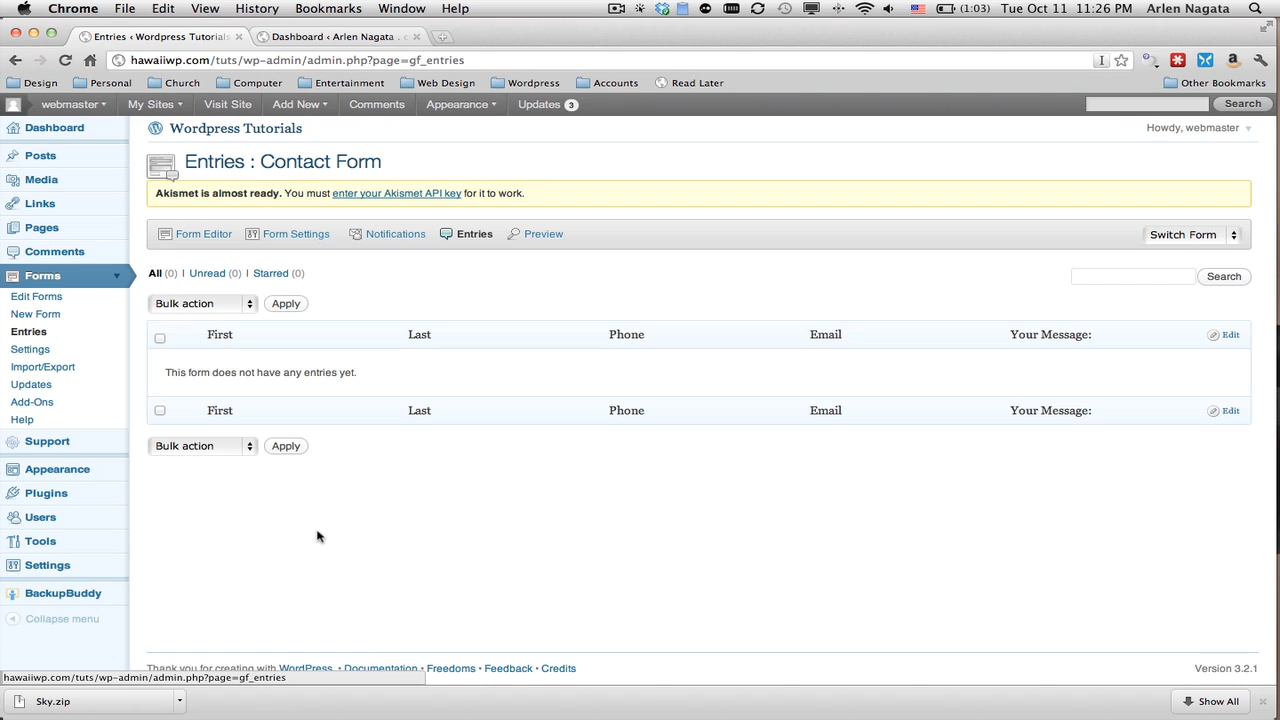 Chrome File Edit View History Bookmarks Window Help (1:03) Tue Oct 11 11:26 PM Arlen Nagata
Entries ‹ Wordpress Tutorials Dashboard ‹ Arlen Nagata . c
hawaiiwp.com/tuts/wp-admin/admin.php?page=gf_entries
Design Personal Church Computer Entertainment Web Design Wordpress Accounts Read Later Other Bookmarks
webmaster My Sites Visit Site Add New Comments Appearance Updates 3 Search
Dashboard
Posts
Media
Links
Pages
Comments
Forms
Edit Forms
New Form
Entries
Settings
Import/Export
Updates
Add-Ons
Help
Support
Appearance
Plugins
Users
Tools
Settings
BackupBuddy
Collapse menu
Wordpress Tutorials Howdy, webmaster
Entries : Contact Form
Akismet is almost ready. You must enter your Akismet API key for it to work.
Form Editor Form Settings Notifications Entries Preview Switch Form
All (0) | Unread (0) | Starred (0) Search
Bulk action Apply
First Last Phone Email Your Message: Edit
This form does not have any entries yet.
First Last Phone Email Your Message: Edit
Bulk action Apply
Thank you for creating with WordPress. • Documentation • Freedoms • Feedback • Credits Version 3.2.1
hawaiiwp.com/tuts/wp-admin/admin.php?page=gf_entries
Sky.zip Show All